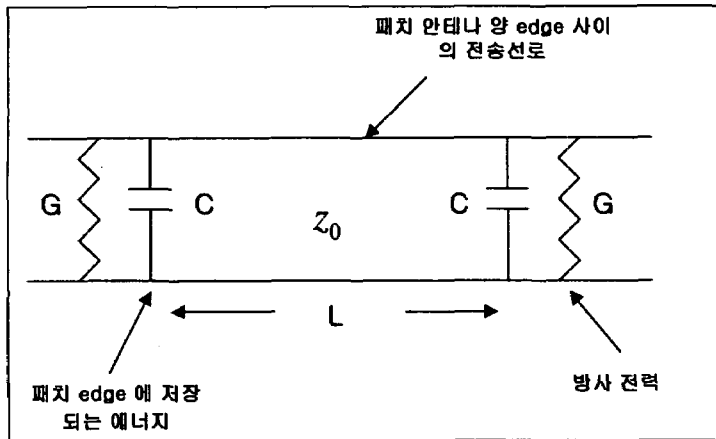 패치 안테나 양 edge 사이
의 전송선로
G
C
z₀
C
G
L
패치 edge 에 저장
되는 에너지
방사 전력